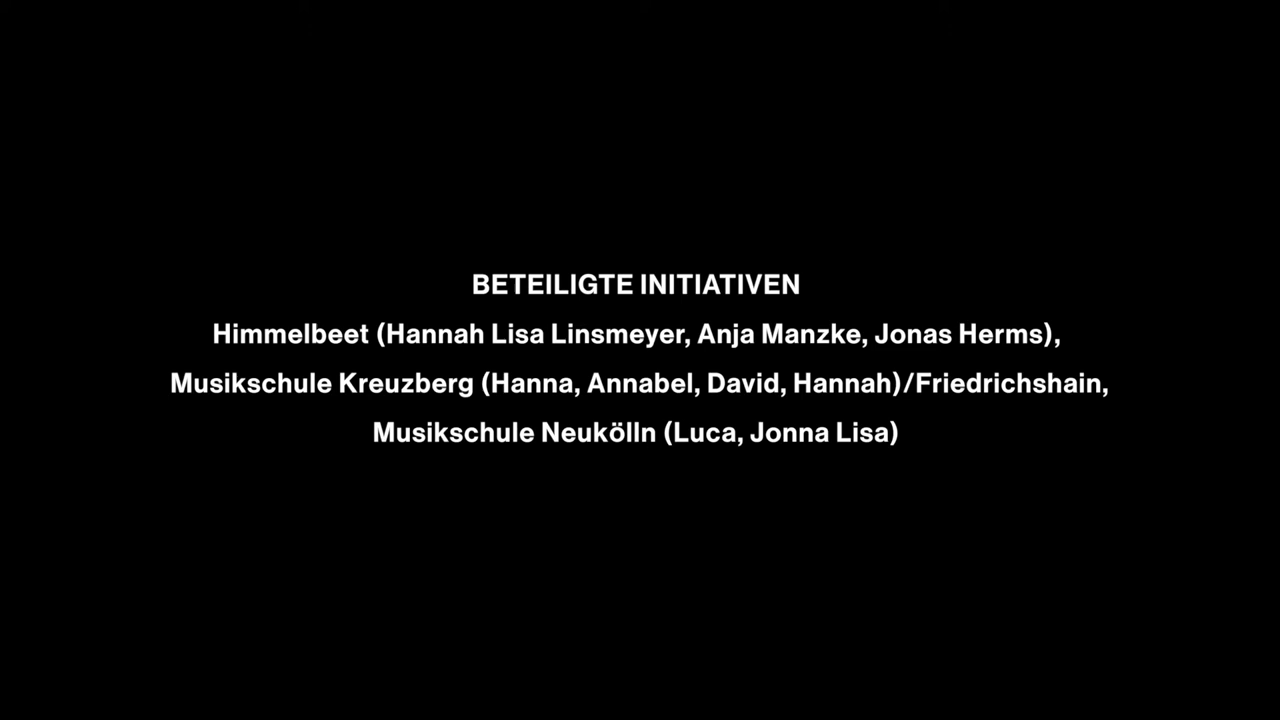 BETEILIGTE INITIATIVEN
Himmelbeet (Hannah Lisa Linsmeyer, Anja Manzke, Jonas Herms),
Musikschule Kreuzberg (Hanna, Annabel, David, Hannah)/Friedrichshain,
Musikschule Neukölln (Luca, Jonna Lisa)